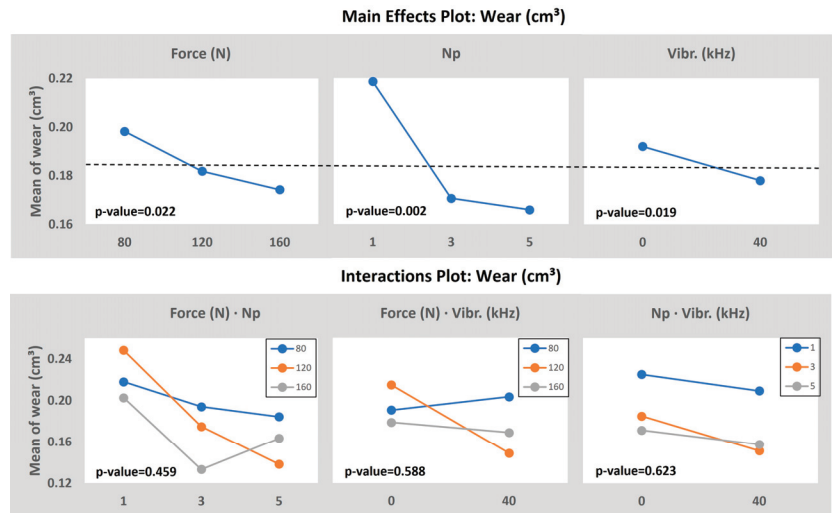 Main Effects Plot: Wear (cm³)
Force (N) Np Vibr. (kHz)
Mean of wear (cm³)
0.22
0.20
0.18
0.16
p-value=0.022 p-value=0.002 p-value=0.019
80 120 160 1 3 5 0 40
Interactions Plot: Wear (cm³)
Force (N) · Np Force (N) · Vibr. (kHz) Np · Vibr. (kHz)
Mean of wear (cm³)
0.24
0.20
0.16
0.12
80 80 1
120 120 3
160 160 5
p-value=0.459 p-value=0.588 p-value=0.623
1 3 5 0 40 0 40